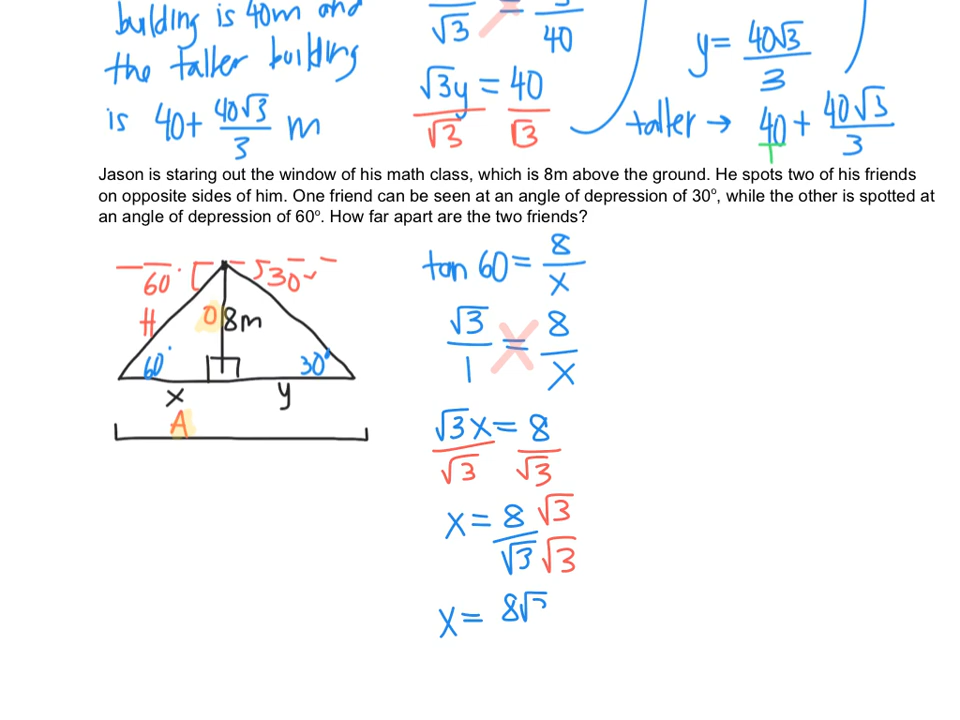 building is 40m and
the taller building
is 40+ 40√3/3 m
√3 = 40
√3y = 40
√3 √3
y= 40√3/3
taller → 40+ 40√3/3
Jason is staring out the window of his math class, which is 8m above the ground. He spots two of his friends
on opposite sides of him. One friend can be seen at an angle of depression of 30º, while the other is spotted at
an angle of depression of 60º. How far apart are the two friends?
60° 30°
H O 8m
60° 30°
x y
A
tan 60 = 8/x
√3/1 = 8/x
√3x = 8
√3 √3
x = 8 √3
√3 √3
x = 8√3